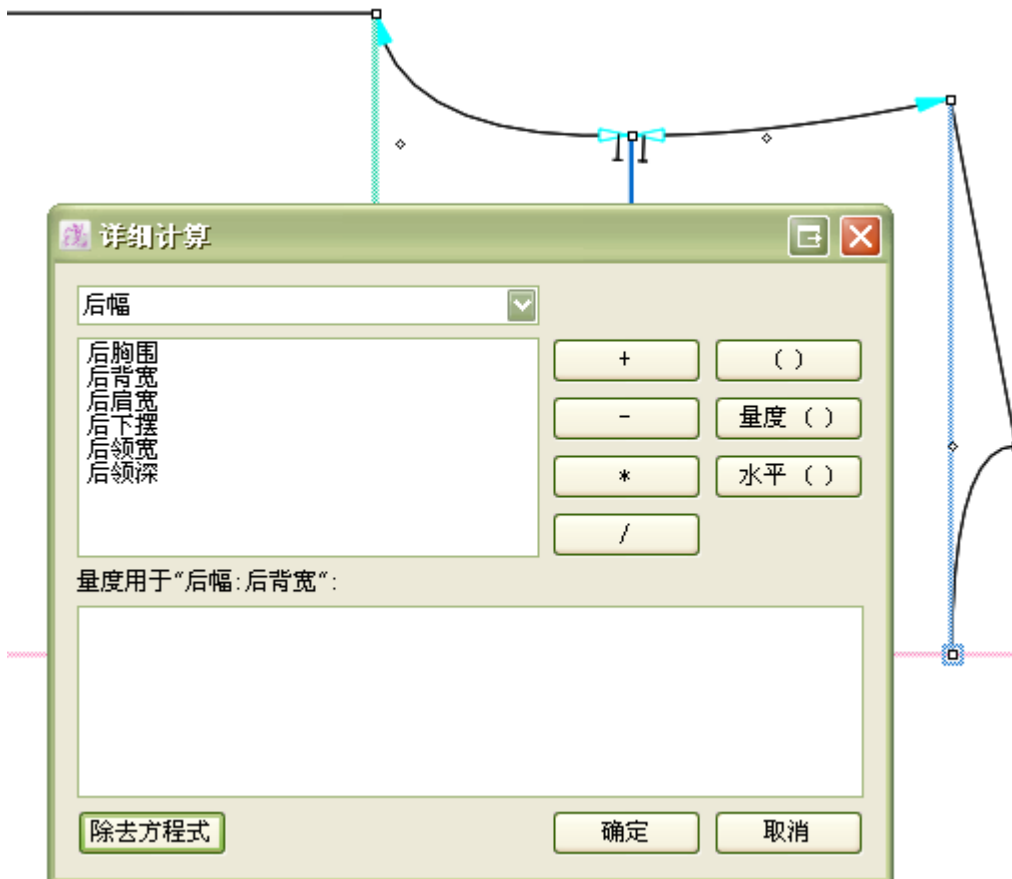 详细计算
后幅
后胸围
后背宽
后肩宽
后下摆
后领宽
后领深
+ ( )
- 量度 ( )
* 水平 ( )
/
量度用于"后幅:后背宽":
除去方程式 确定 取消